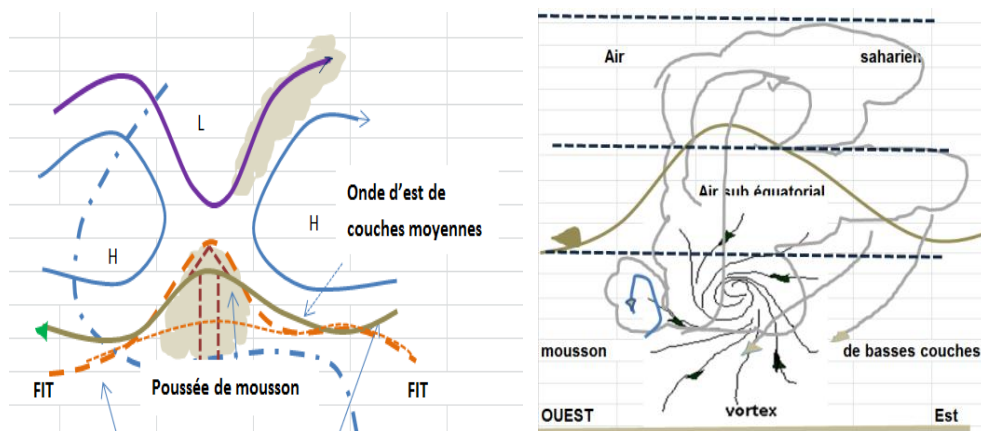 L
H
H
Onde d'est de
couches moyennes
FIT
Poussée de mousson
FIT
Air
saharien
Air sub équatorial
mousson
de basses couches
OUEST
vortex
Est